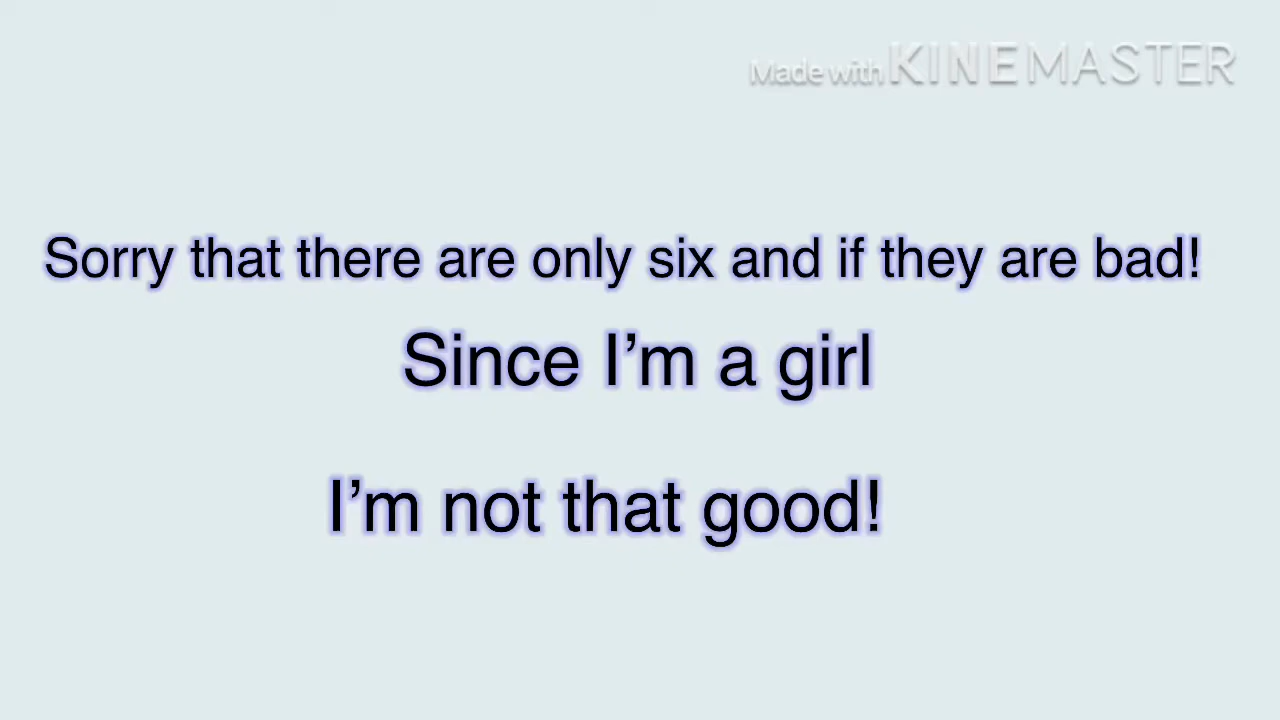 Made with KINEMASTER
Sorry that there are only six and if they are bad!
Since I’m a girl
I’m not that good!